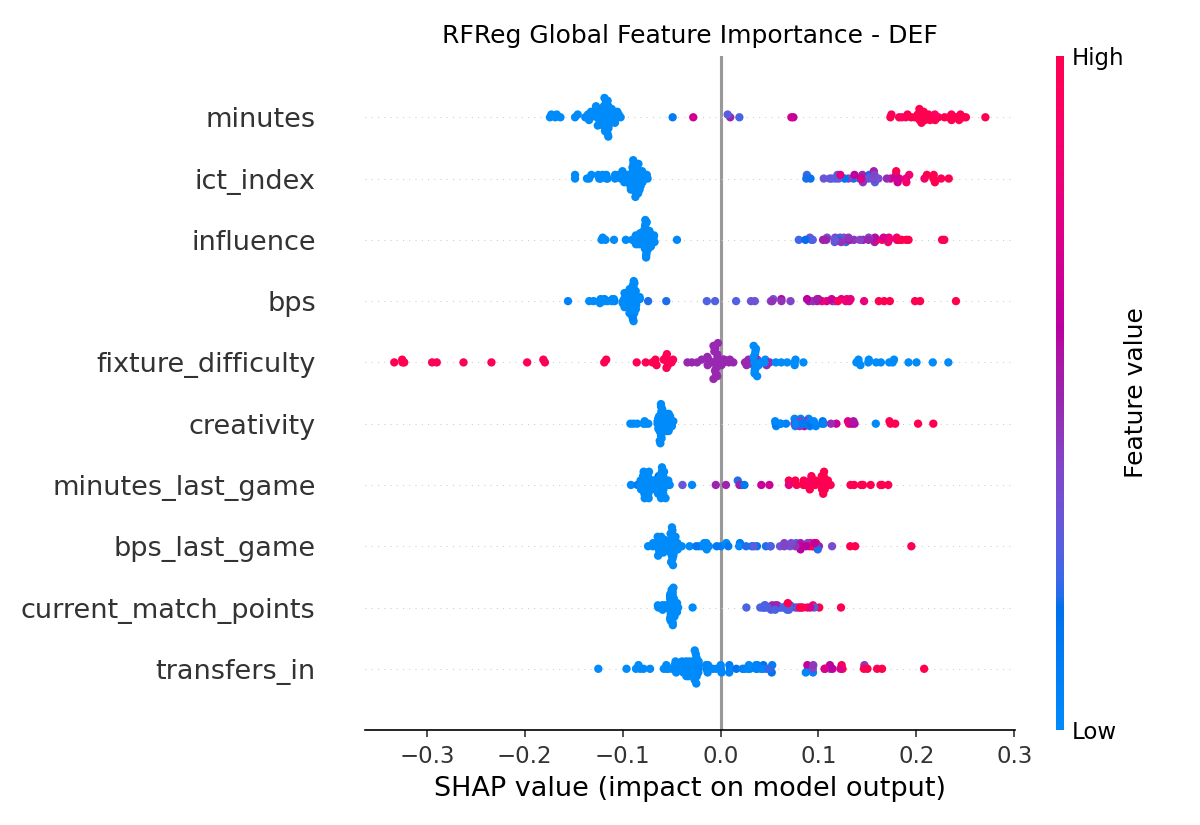 RFReg Global Feature Importance - DEF
High
minutes
ict_index
influence
bps
fixture_difficulty
creativity
minutes_last_game
bps_last_game
current_match_points
transfers_in
Feature value
Low
−0.3 −0.2 −0.1 0.0 0.1 0.2 0.3
SHAP value (impact on model output)